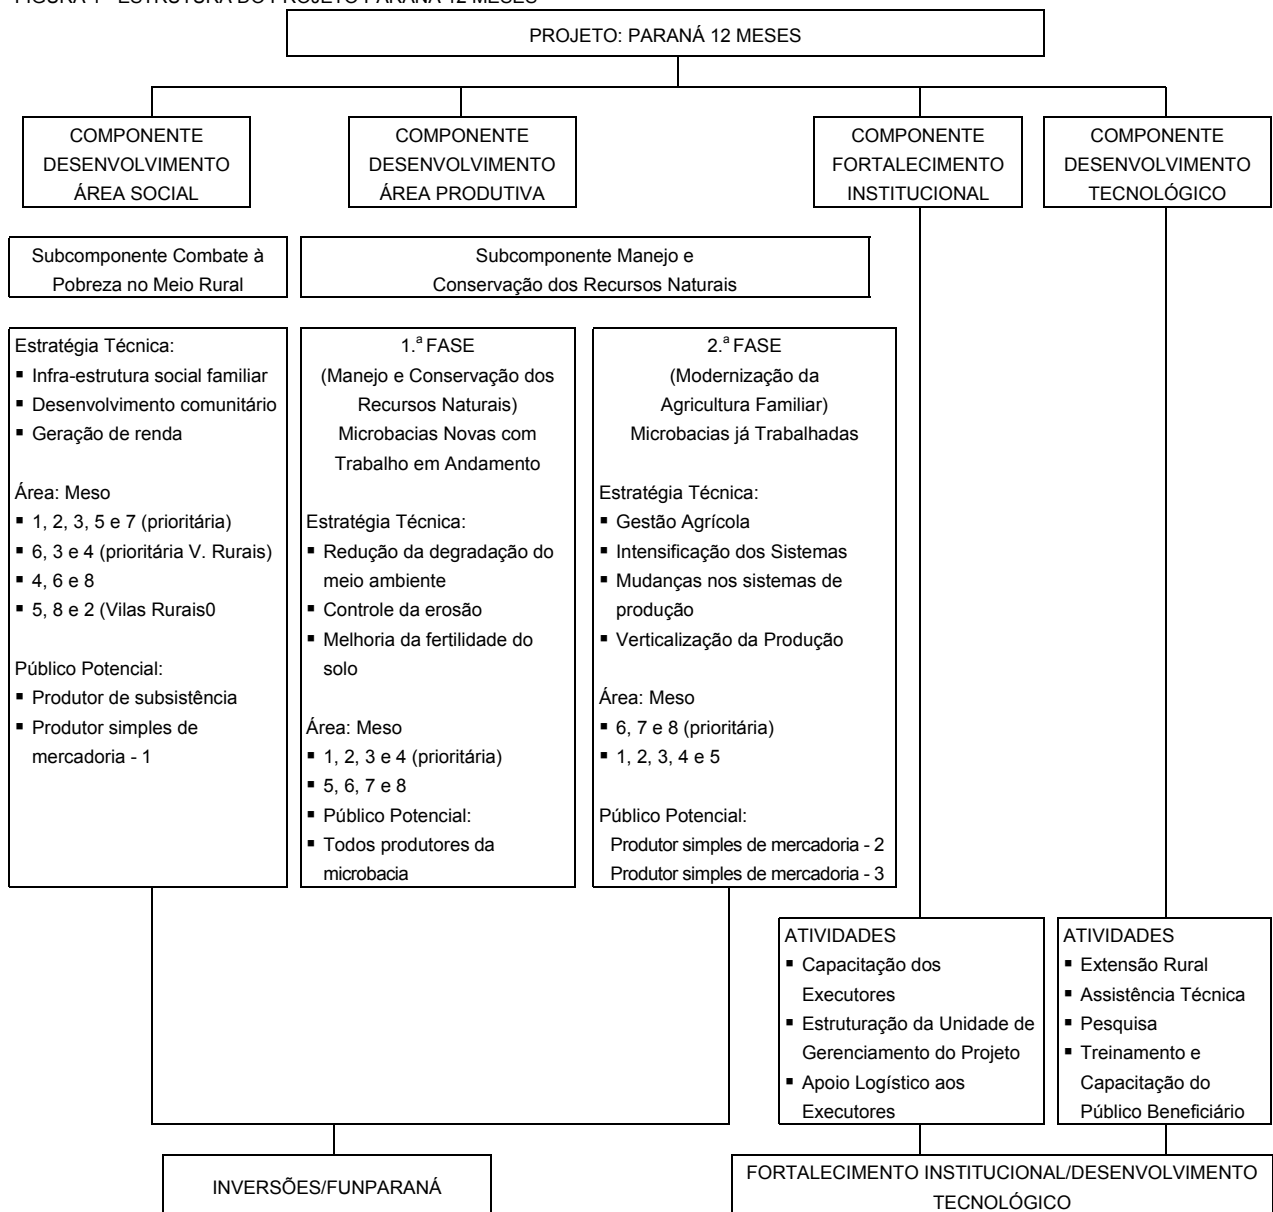 PROJETO: PARANÁ 12 MESES
COMPONENTE
DESENVOLVIMENTO
ÁREA SOCIAL
COMPONENTE
DESENVOLVIMENTO
ÁREA PRODUTIVA
COMPONENTE
FORTALECIMENTO
INSTITUCIONAL
COMPONENTE
DESENVOLVIMENTO
TECNOLÓGICO
Subcomponente Combate à
Pobreza no Meio Rural
Subcomponente Manejo e
Conservação dos Recursos Naturais
Estratégia Técnica:
▪ Infra-estrutura social familiar
▪ Desenvolvimento comunitário
▪ Geração de renda
Área: Meso
▪ 1, 2, 3, 5 e 7 (prioritária)
▪ 6, 3 e 4 (prioritária V. Rurais)
▪ 4, 6 e 8
▪ 5, 8 e 2 (Vilas Rurais0
Público Potencial:
▪ Produtor de subsistência
▪ Produtor simples de
mercadoria - 1
1.ª FASE
(Manejo e Conservação dos
Recursos Naturais)
Microbacias Novas com
Trabalho em Andamento
Estratégia Técnica:
▪ Redução da degradação do
meio ambiente
▪ Controle da erosão
▪ Melhoria da fertilidade do
solo
Área: Meso
▪ 1, 2, 3 e 4 (prioritária)
▪ 5, 6, 7 e 8
▪ Público Potencial:
▪ Todos produtores da
microbacia
2.ª FASE
(Modernização da
Agricultura Familiar)
Microbacias já Trabalhadas
Estratégia Técnica:
▪ Gestão Agrícola
▪ Intensificação dos Sistemas
▪ Mudanças nos sistemas de
produção
▪ Verticalização da Produção
Área: Meso
▪ 6, 7 e 8 (prioritária)
▪ 1, 2, 3, 4 e 5
Público Potencial:
Produtor simples de mercadoria - 2
Produtor simples de mercadoria - 3
ATIVIDADES
▪ Capacitação dos
Executores
▪ Estruturação da Unidade de
Gerenciamento do Projeto
▪ Apoio Logístico aos
Executores
ATIVIDADES
▪ Extensão Rural
▪ Assistência Técnica
▪ Pesquisa
▪ Treinamento e
Capacitação do
Público Beneficiário
INVERSÕES/FUNPARANÁ
FORTALECIMENTO INSTITUCIONAL/DESENVOLVIMENTO
TECNOLÓGICO